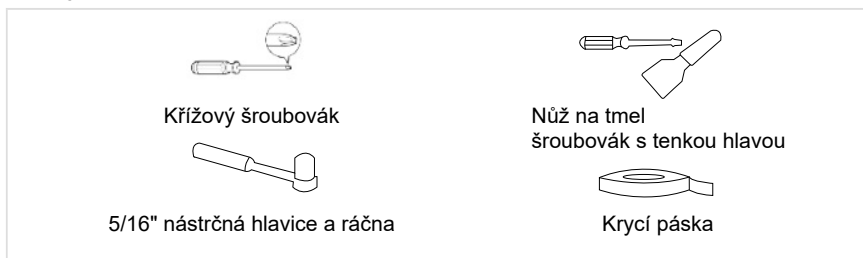 Křížový šroubovák
Nůž na tmel
šroubovák s tenkou hlavou
5/16" nástrčná hlavice a ráčna
Krycí páska